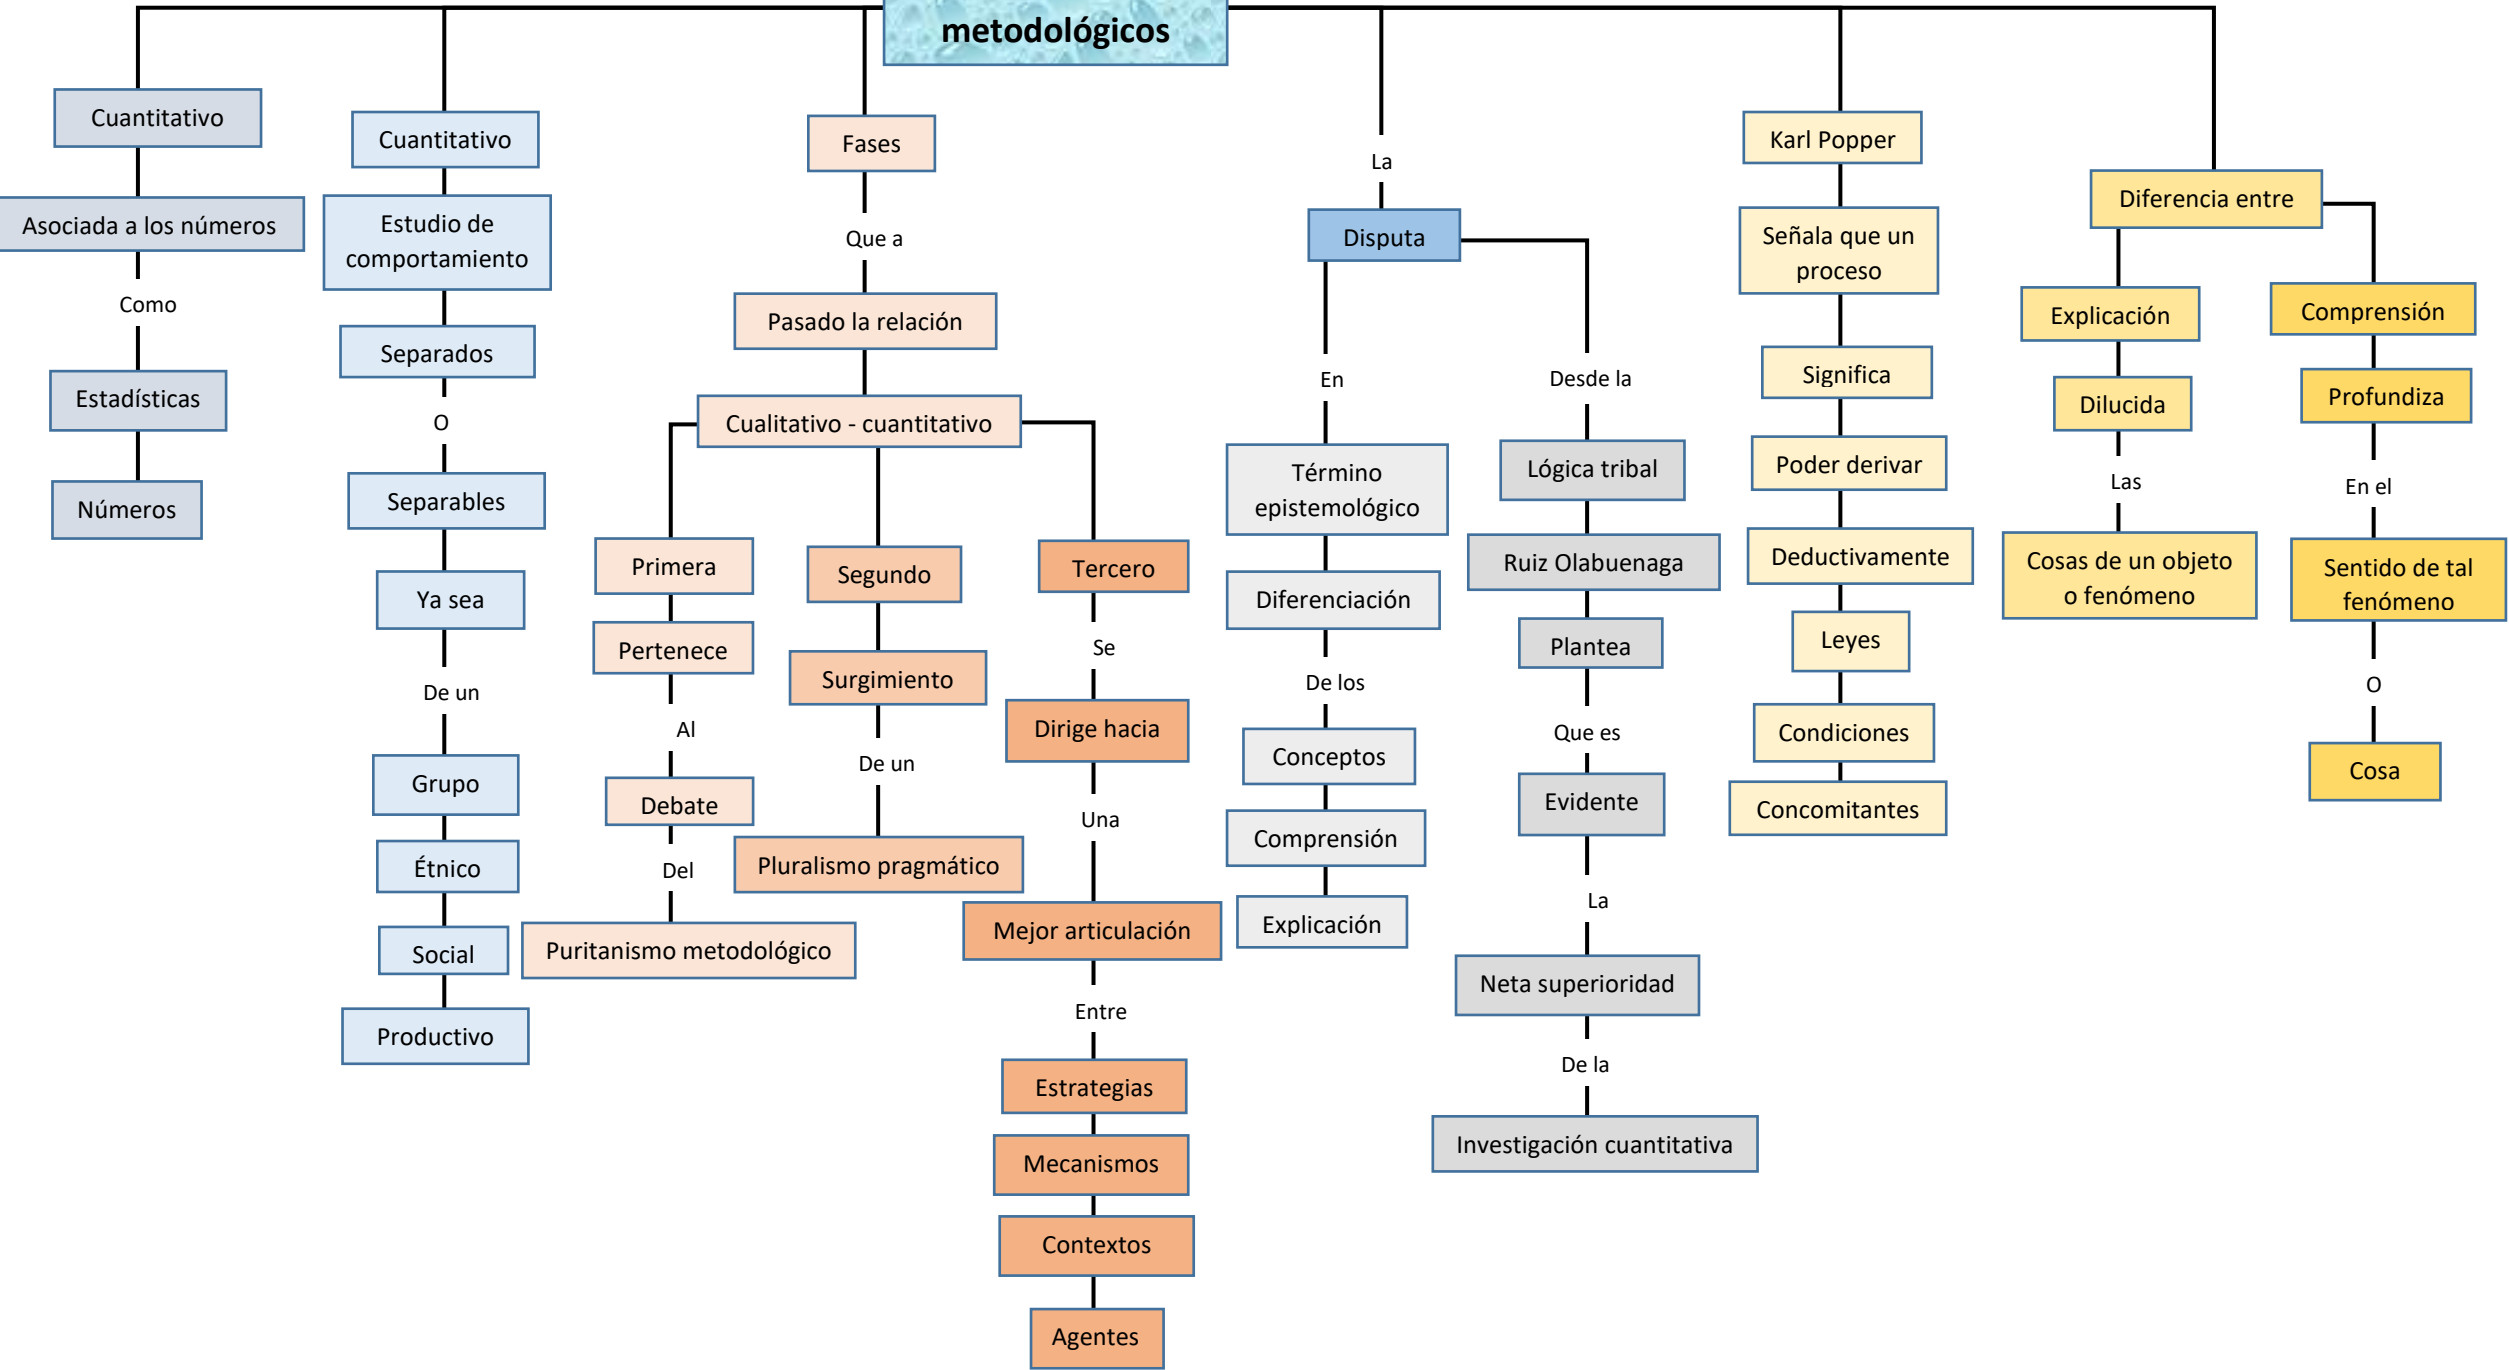 metodológicos
Cuantitativo
Asociada a los números
Como
Estadísticas
Números
Cuantitativo
Estudio de
comportamiento
Separados
O
Separables
Ya sea
De un
Grupo
Étnico
Social
Productivo
Fases
Que a
Pasado la relación
Cualitativo - cuantitativo
Primera
Pertenece
Al
Debate
Del
Puritanismo metodológico
Segundo
Surgimiento
De un
Pluralismo pragmático
Tercero
Se
Dirige hacia
Una
Mejor articulación
Entre
Estrategias
Mecanismos
Contextos
Agentes
La
Disputa
En
Término
epistemológico
Diferenciación
De los
Conceptos
Comprensión
Explicación
Desde la
Lógica tribal
Ruiz Olabuenaga
Plantea
Que es
Evidente
La
Neta superioridad
De la
Investigación cuantitativa
Karl Popper
Señala que un
proceso
Significa
Poder derivar
Deductivamente
Leyes
Condiciones
Concomitantes
Diferencia entre
Explicación
Dilucida
Las
Cosas de un objeto
o fenómeno
Comprensión
Profundiza
En el
Sentido de tal
fenómeno
O
Cosa